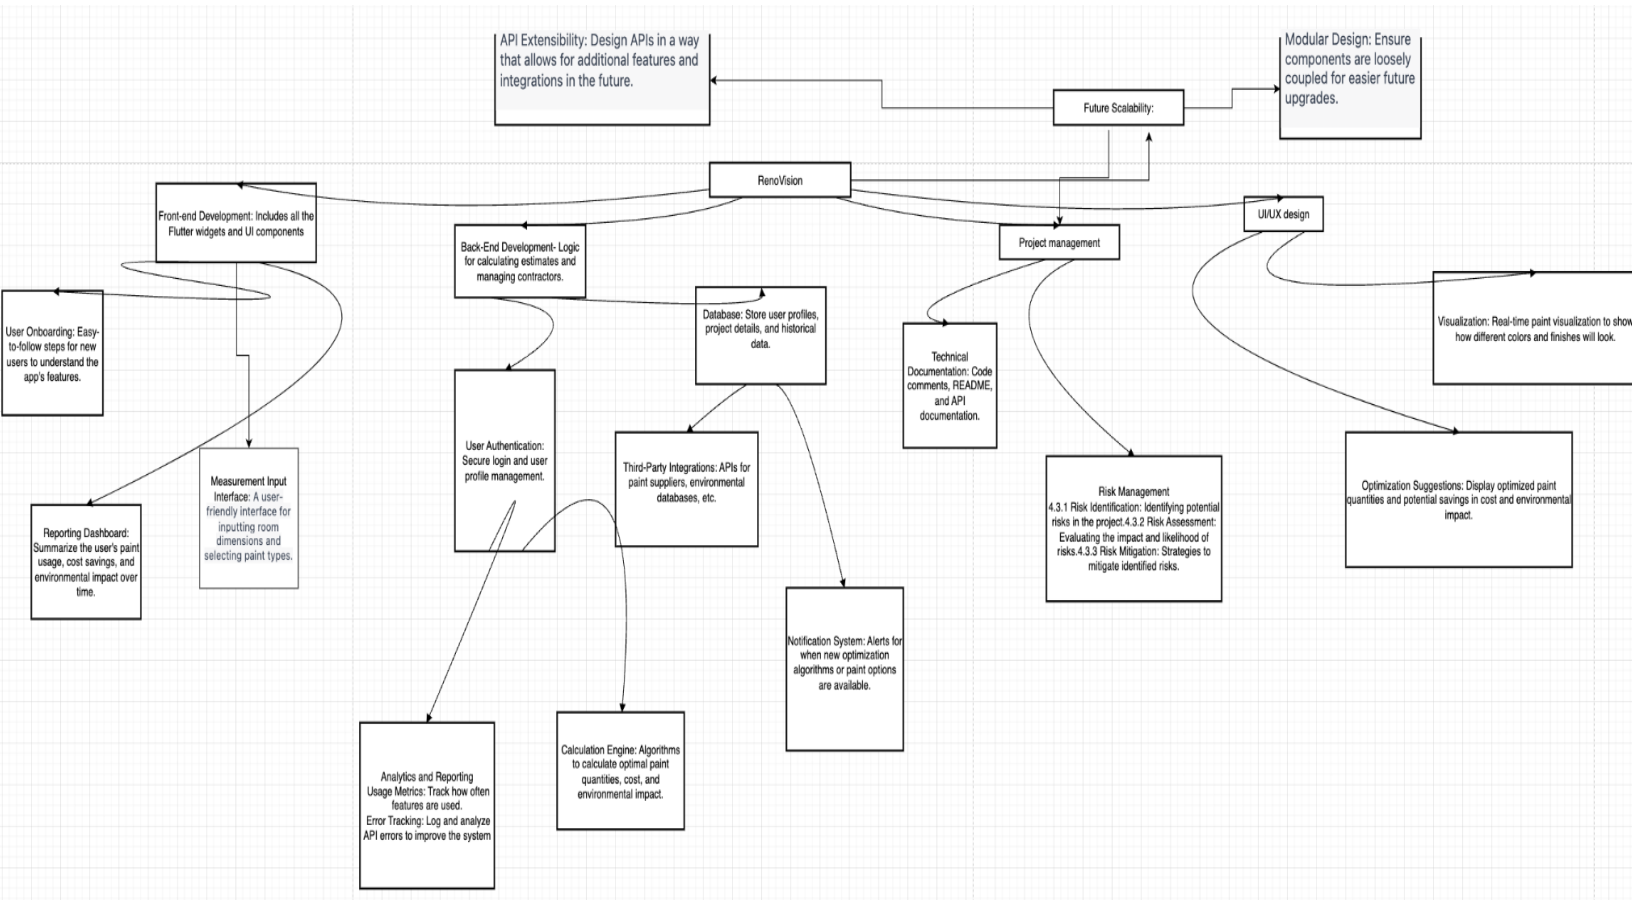 API Extensibility: Design APIs in a way
that allows for additional features and
integrations in the future.
Modular Design: Ensure
components are loosely
coupled for easier future
upgrades.
Future Scalability:
RenoVision
Front-end Development: Includes all the
Flutter widgets and UI components
Back-End Development- Logic
for calculating estimates and
managing contractors.
Project management
UI/UX design
User Onboarding: Easy-
to-follow steps for new
users to understand the
app's features.
Database: Store user profiles,
project details, and historical
data.
Technical
Documentation: Code
comments, README,
and API
documentation.
Visualization: Real-time paint visualization to show
how different colors and finishes will look.
User Authentication:
Secure login and user
profile management.
Third-Party Integrations: APIs for
paint suppliers, environmental
databases, etc.
Measurement Input
Interface: A user-
friendly interface for
inputting room
dimensions and
selecting paint types.
Risk Management
4.3.1 Risk Identification: Identifying potential
risks in the project.4.3.2 Risk Assessment:
Evaluating the impact and likelihood of
risks.4.3.3 Risk Mitigation: Strategies to
mitigate identified risks.
Optimization Suggestions: Display optimized paint
quantities and potential savings in cost and environmental
impact.
Reporting Dashboard:
Summarize the user's paint
usage, cost savings, and
environmental impact over
time.
Notification System: Alerts for
when new optimization
algorithms or paint options
are available.
Analytics and Reporting
Usage Metrics: Track how often
features are used.
Error Tracking: Log and analyze
API errors to improve the system
Calculation Engine: Algorithms
to calculate optimal paint
quantities, cost, and
environmental impact.